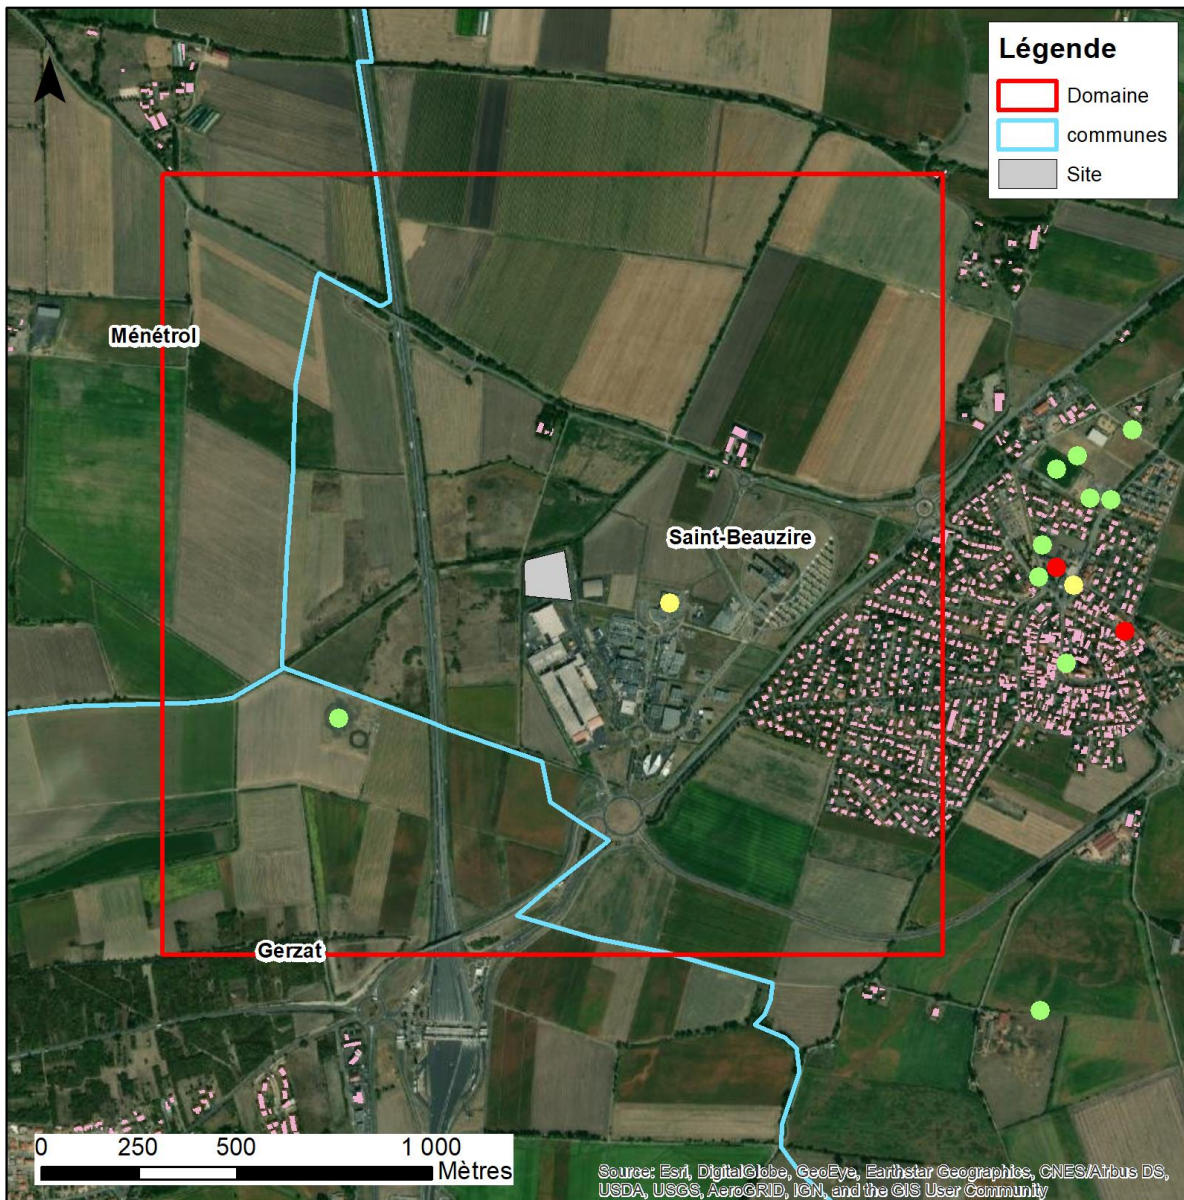 Légende
Domaine
communes
Site
Ménétrol
Saint-Beauzire
Gerzat
0 250 500 1 000
Mètres
Source: Esri, DigitalGlobe, GeoEye, Earthstar Geographics, CNES/Airbus DS,
USDA, USGS, AeroGRID, IGN, and the GIS User Community